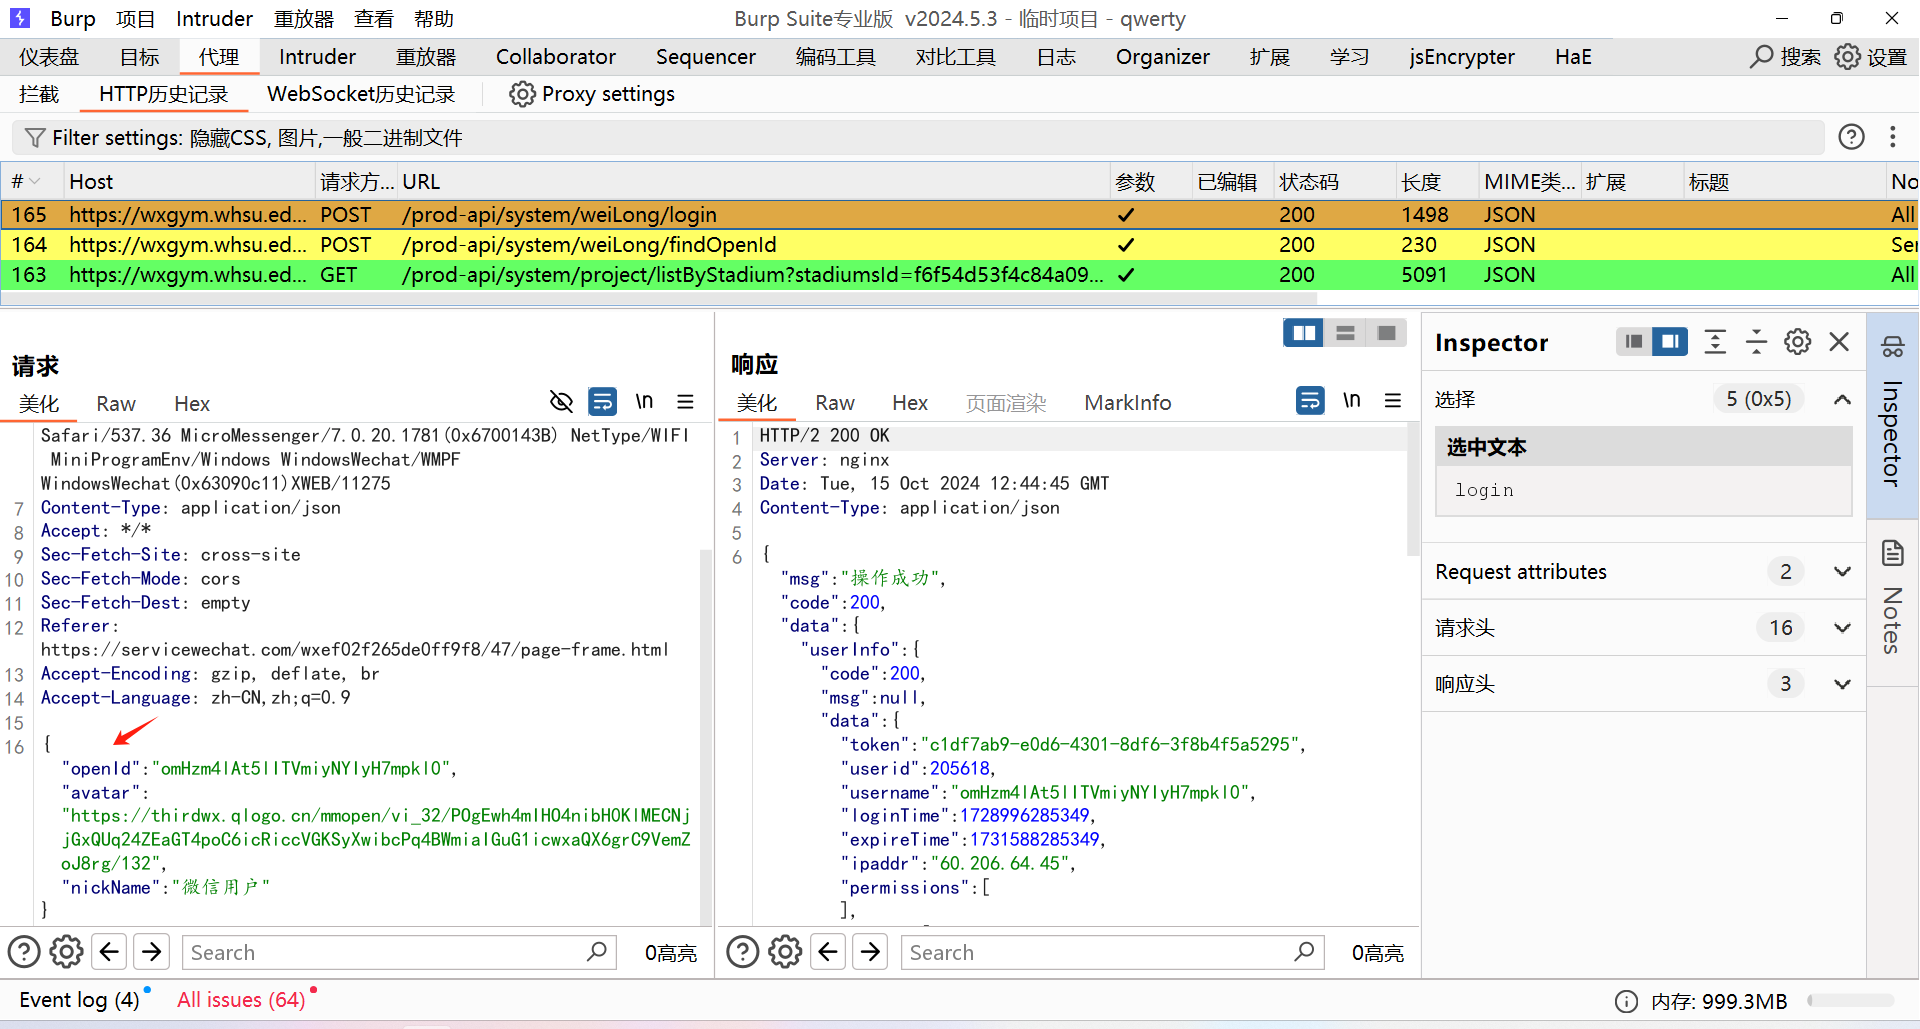 Burp 项目 Intruder 重放器 查看 帮助 Burp Suite专业版 v2024.5.3 - 临时项目 - qwerty
仪表盘 目标 代理 Intruder 重放器 Collaborator Sequencer 编码工具 对比工具 日志 Organizer 扩展 学习 jsEncrypter HaE 搜索 设置
拦截 HTTP历史记录 WebSocket历史记录 Proxy settings
Filter settings: 隐藏CSS, 图片,一般二进制文件
# Host 请求方... URL 参数 已编辑 状态码 长度 MIME类... 扩展 标题 No
165 https://wxgym.whsu.ed... POST /prod-api/system/weiLong/login ✓ 200 1498 JSON All
164 https://wxgym.whsu.ed... POST /prod-api/system/weiLong/findOpenId ✓ 200 230 JSON Ser
163 https://wxgym.whsu.ed... GET /prod-api/system/project/listByStadium?stadiumsId=f6f54d53f4c84a09... ✓ 200 5091 JSON All
请求
美化 Raw Hex \n
Safari/537.36 MicroMessenger/7.0.20.1781(0x6700143B) NetType/WIFI
MiniProgramEnv/Windows WindowsWechat/WMPF
WindowsWechat(0x63090c11)XWEB/11275
7 Content-Type: application/json
8 Accept: */*
9 Sec-Fetch-Site: cross-site
10 Sec-Fetch-Mode: cors
11 Sec-Fetch-Dest: empty
12 Referer:
https://servicewechat.com/wxef02f265de0ff9f8/47/page-frame.html
13 Accept-Encoding: gzip, deflate, br
14 Accept-Language: zh-CN,zh;q=0.9
15
16 {
"openId":"omHzm4lAt5lITVmiyNYlyH7mpkl0",
"avatar":
"https://thirdwx.qlogo.cn/mmopen/vi_32/POgEwh4mIHO4nibHOKlMECNj
jGxQUq24ZEaGT4poC6icRiccVGKSyXwibcPq4BWmiaIGuG1icwxaQX6grC9VemZ
oJ8rg/132",
"nickName":"微信用户"
}
Search 0高亮
响应
美化 Raw Hex 页面渲染 MarkInfo \n
1 HTTP/2 200 OK
2 Server: nginx
3 Date: Tue, 15 Oct 2024 12:44:45 GMT
4 Content-Type: application/json
5
6 {
"msg":"操作成功",
"code":200,
"data":{
"userInfo":{
"code":200,
"msg":null,
"data":{
"token":"c1df7ab9-e0d6-4301-8df6-3f8b4f5a5295",
"userid":205618,
"username":"omHzm4lAt5lITVmiyNYlyH7mpkl0",
"loginTime":1728996285349,
"expireTime":1731588285349,
"ipaddr":"60.206.64.45",
"permissions":[
],
Search 0高亮
Inspector
选择 5 (0x5)
选中文本
login
Request attributes 2
请求头 16
响应头 3
Inspector
Notes
Event log (4) All issues (64) 内存: 999.3MB